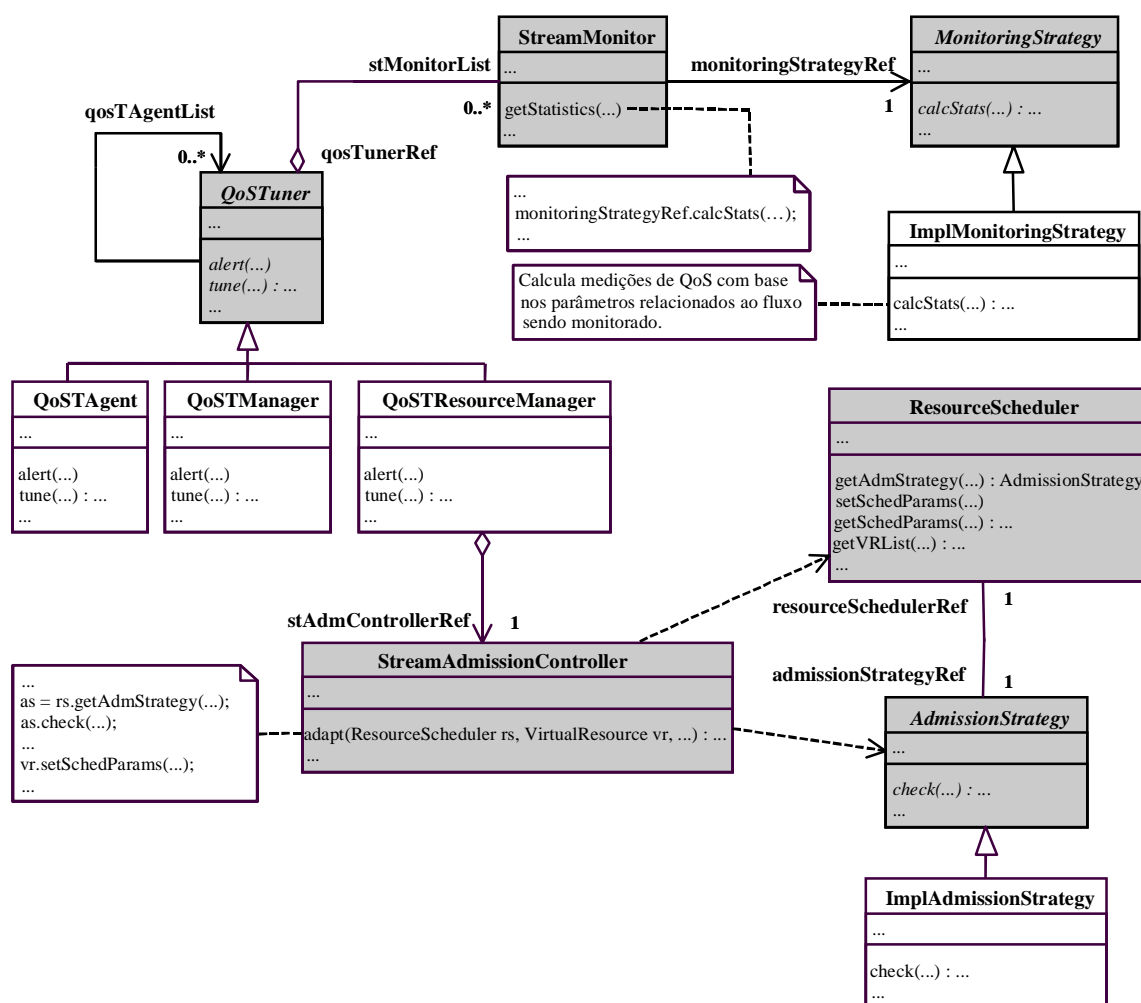 StreamMonitor
...
getStatistics(...)
...
MonitoringStrategy
...
calcStats(...) : ...
...
stMonitorList
0..*
monitoringStrategyRef
1
qosTAgentList
0..*
qosTunerRef
QoSTuner
...
alert(...)
tune(...) : ...
...
...
monitoringStrategyRef.calcStats(...);
...
ImplMonitoringStrategy
...
calcStats(...) : ...
...
Calcula medições de QoS com base
nos parâmetros relacionados ao fluxo
sendo monitorado.
QoSTAgent
...
alert(...)
tune(...) : ...
...
QoSTManager
...
alert(...)
tune(...) : ...
...
QoSTResourceManager
...
alert(...)
tune(...) : ...
...
ResourceScheduler
...
getAdmStrategy(...) : AdmissionStrategy
setSchedParams(...)
getSchedParams(...) : ...
getVRList(...) : ...
...
stAdmControllerRef
1
resourceSchedulerRef
1
StreamAdmissionController
...
adapt(ResourceScheduler rs, VirtualResource vr, ...) : ...
...
...
as = rs.getAdmStrategy(...);
as.check(...);
...
vr.setSchedParams(...);
...
admissionStrategyRef
1
AdmissionStrategy
...
check(...) : ...
...
ImplAdmissionStrategy
...
check(...) : ...
...